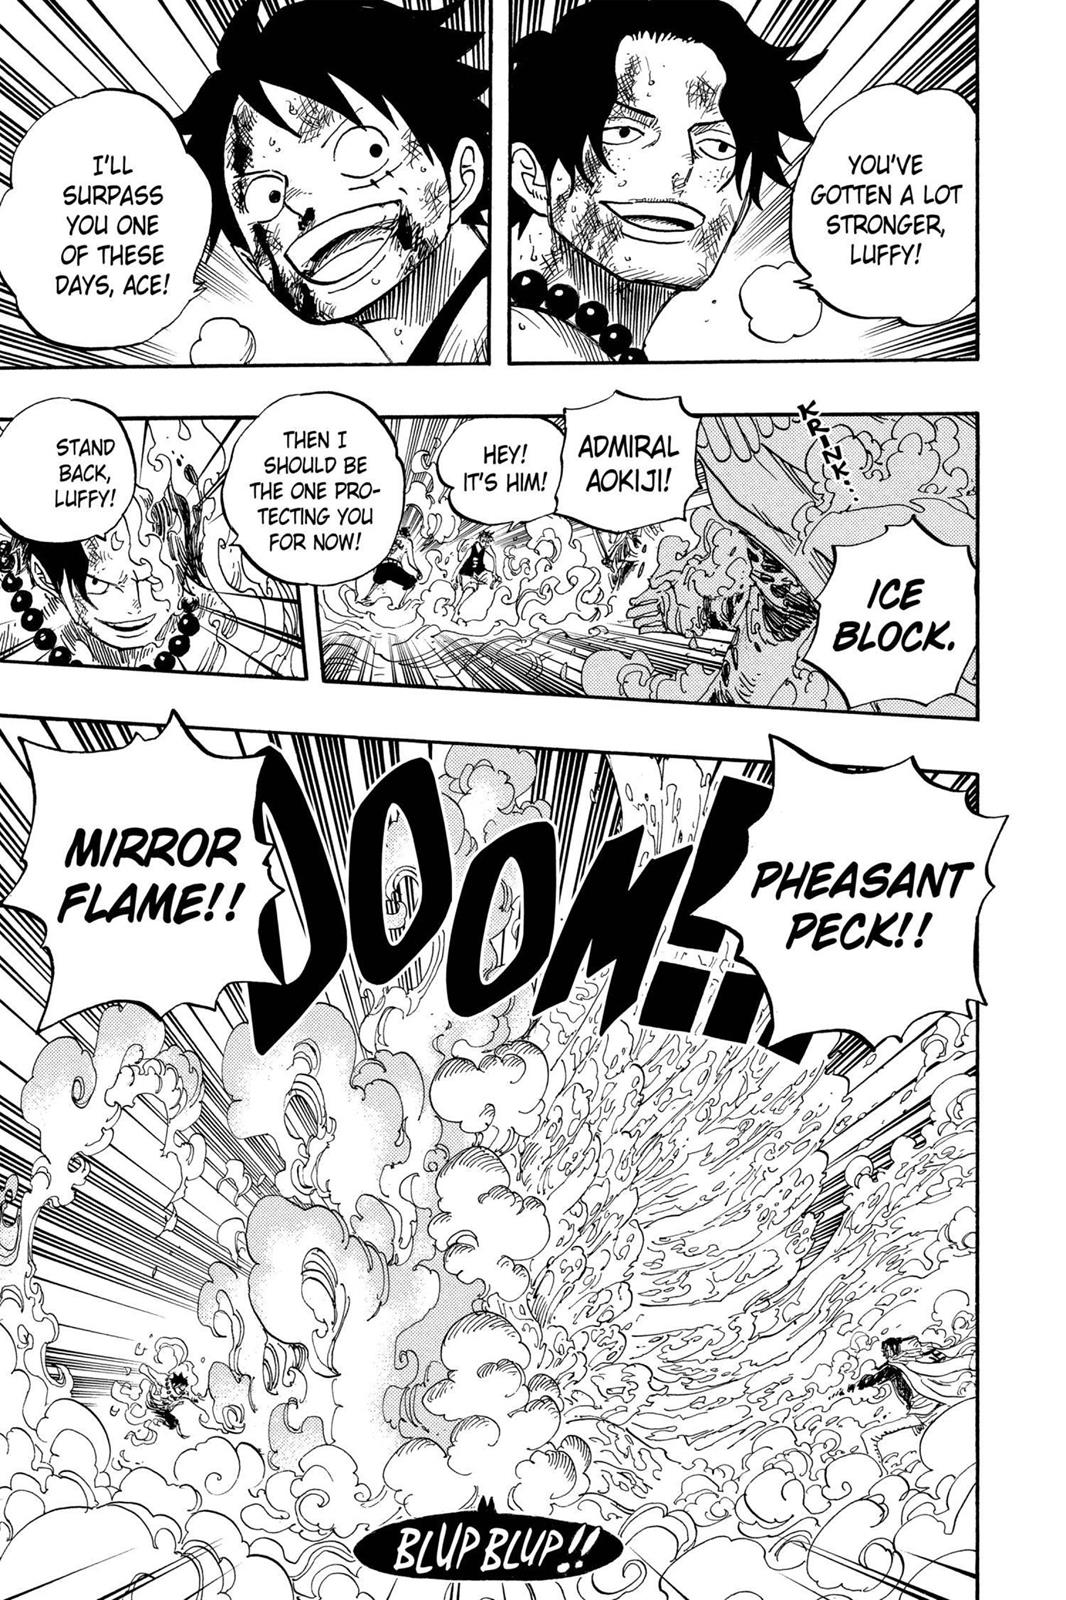 YOU'VE
GOTTEN A LOT
STRONGER,
LUFFY!
I'LL
SURPASS
YOU ONE
OF THESE
DAYS, ACE!
KRINK...
ICE
BLOCK.
ADMIRAL
AOKIJI!
HEY!
IT'S HIM!
THEN I
SHOULD BE
THE ONE PRO-
TECTING YOU
FOR NOW!
STAND
BACK,
LUFFY!
PHEASANT
PECK!!
DOOM!!
MIRROR
FLAME!!
BLUP BLUP!!